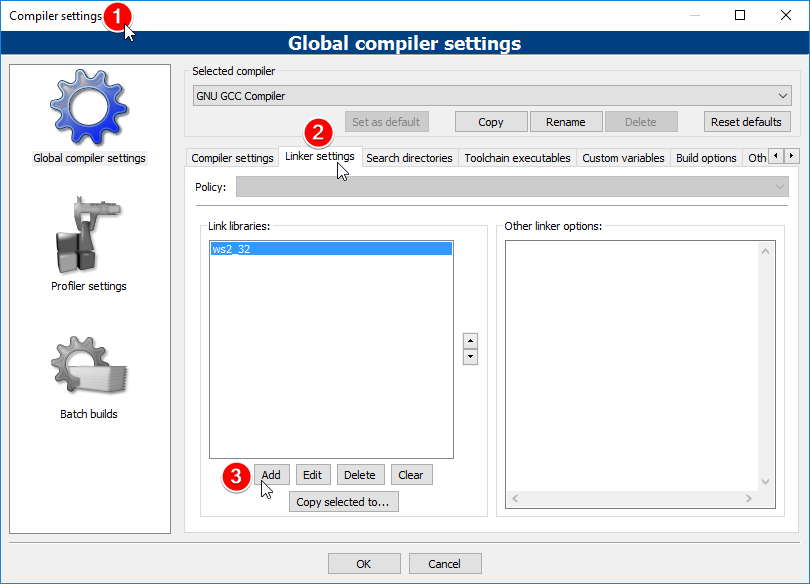 Compiler settings
1
Global compiler settings
Global compiler settings
Profiler settings
Batch builds
Selected compiler
GNU GCC Compiler
Set as default Copy Rename Delete Reset defaults
2
Compiler settings Linker settings Search directories Toolchain executables Custom variables Build options Oth
Policy:
Link libraries:
ws2_32
3
Add Edit Delete Clear
Copy selected to...
Other linker options:
OK Cancel